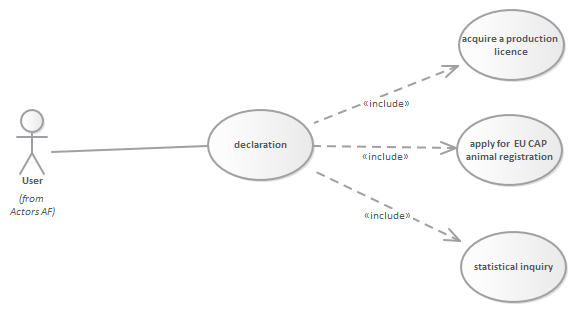 acquire a production
licence
«include»
declaration
apply for EU CAP
animal registration
«include»
User
(from
Actors AF)
«include»
statistical inquiry